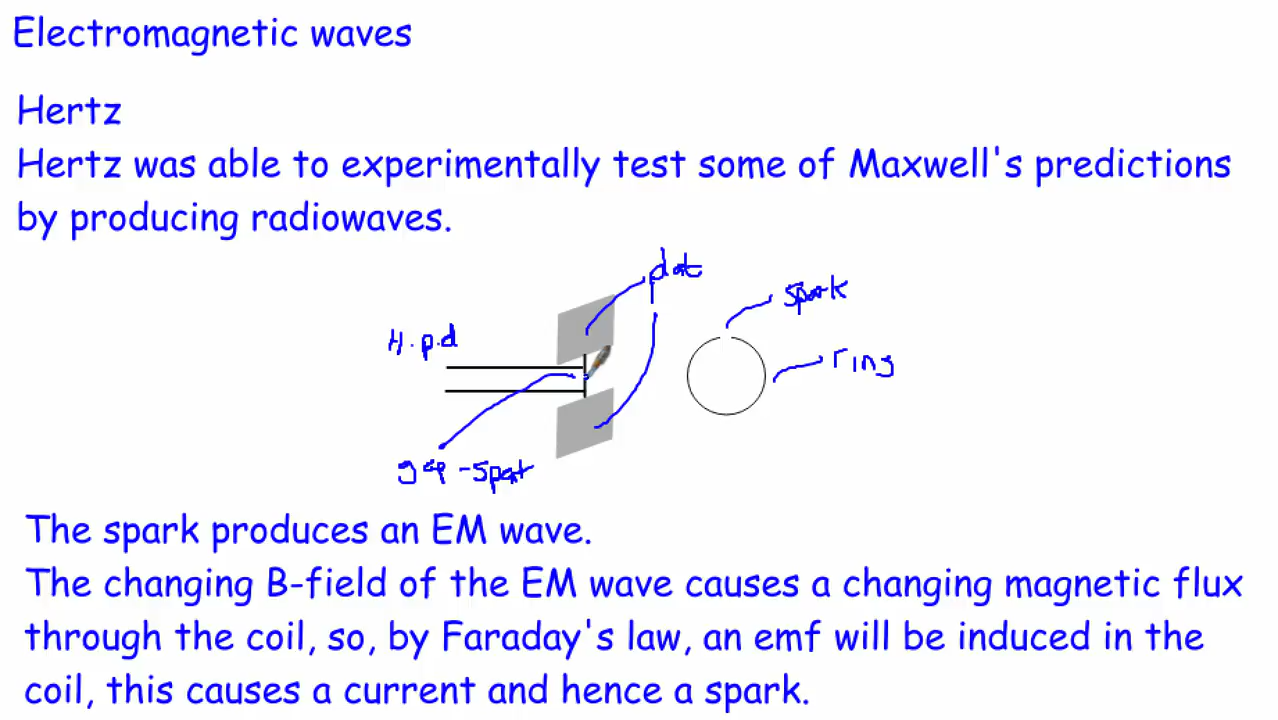 Electromagnetic waves
Hertz
Hertz was able to experimentally test some of Maxwell's predictions
by producing radiowaves.
spark
H.p.d
ring
gap -
The spark produces an EM wave.
The changing B-field of the EM wave causes a changing magnetic flux
through the coil, so, by Faraday's law, an emf will be induced in the
coil, this causes a current and hence a spark.